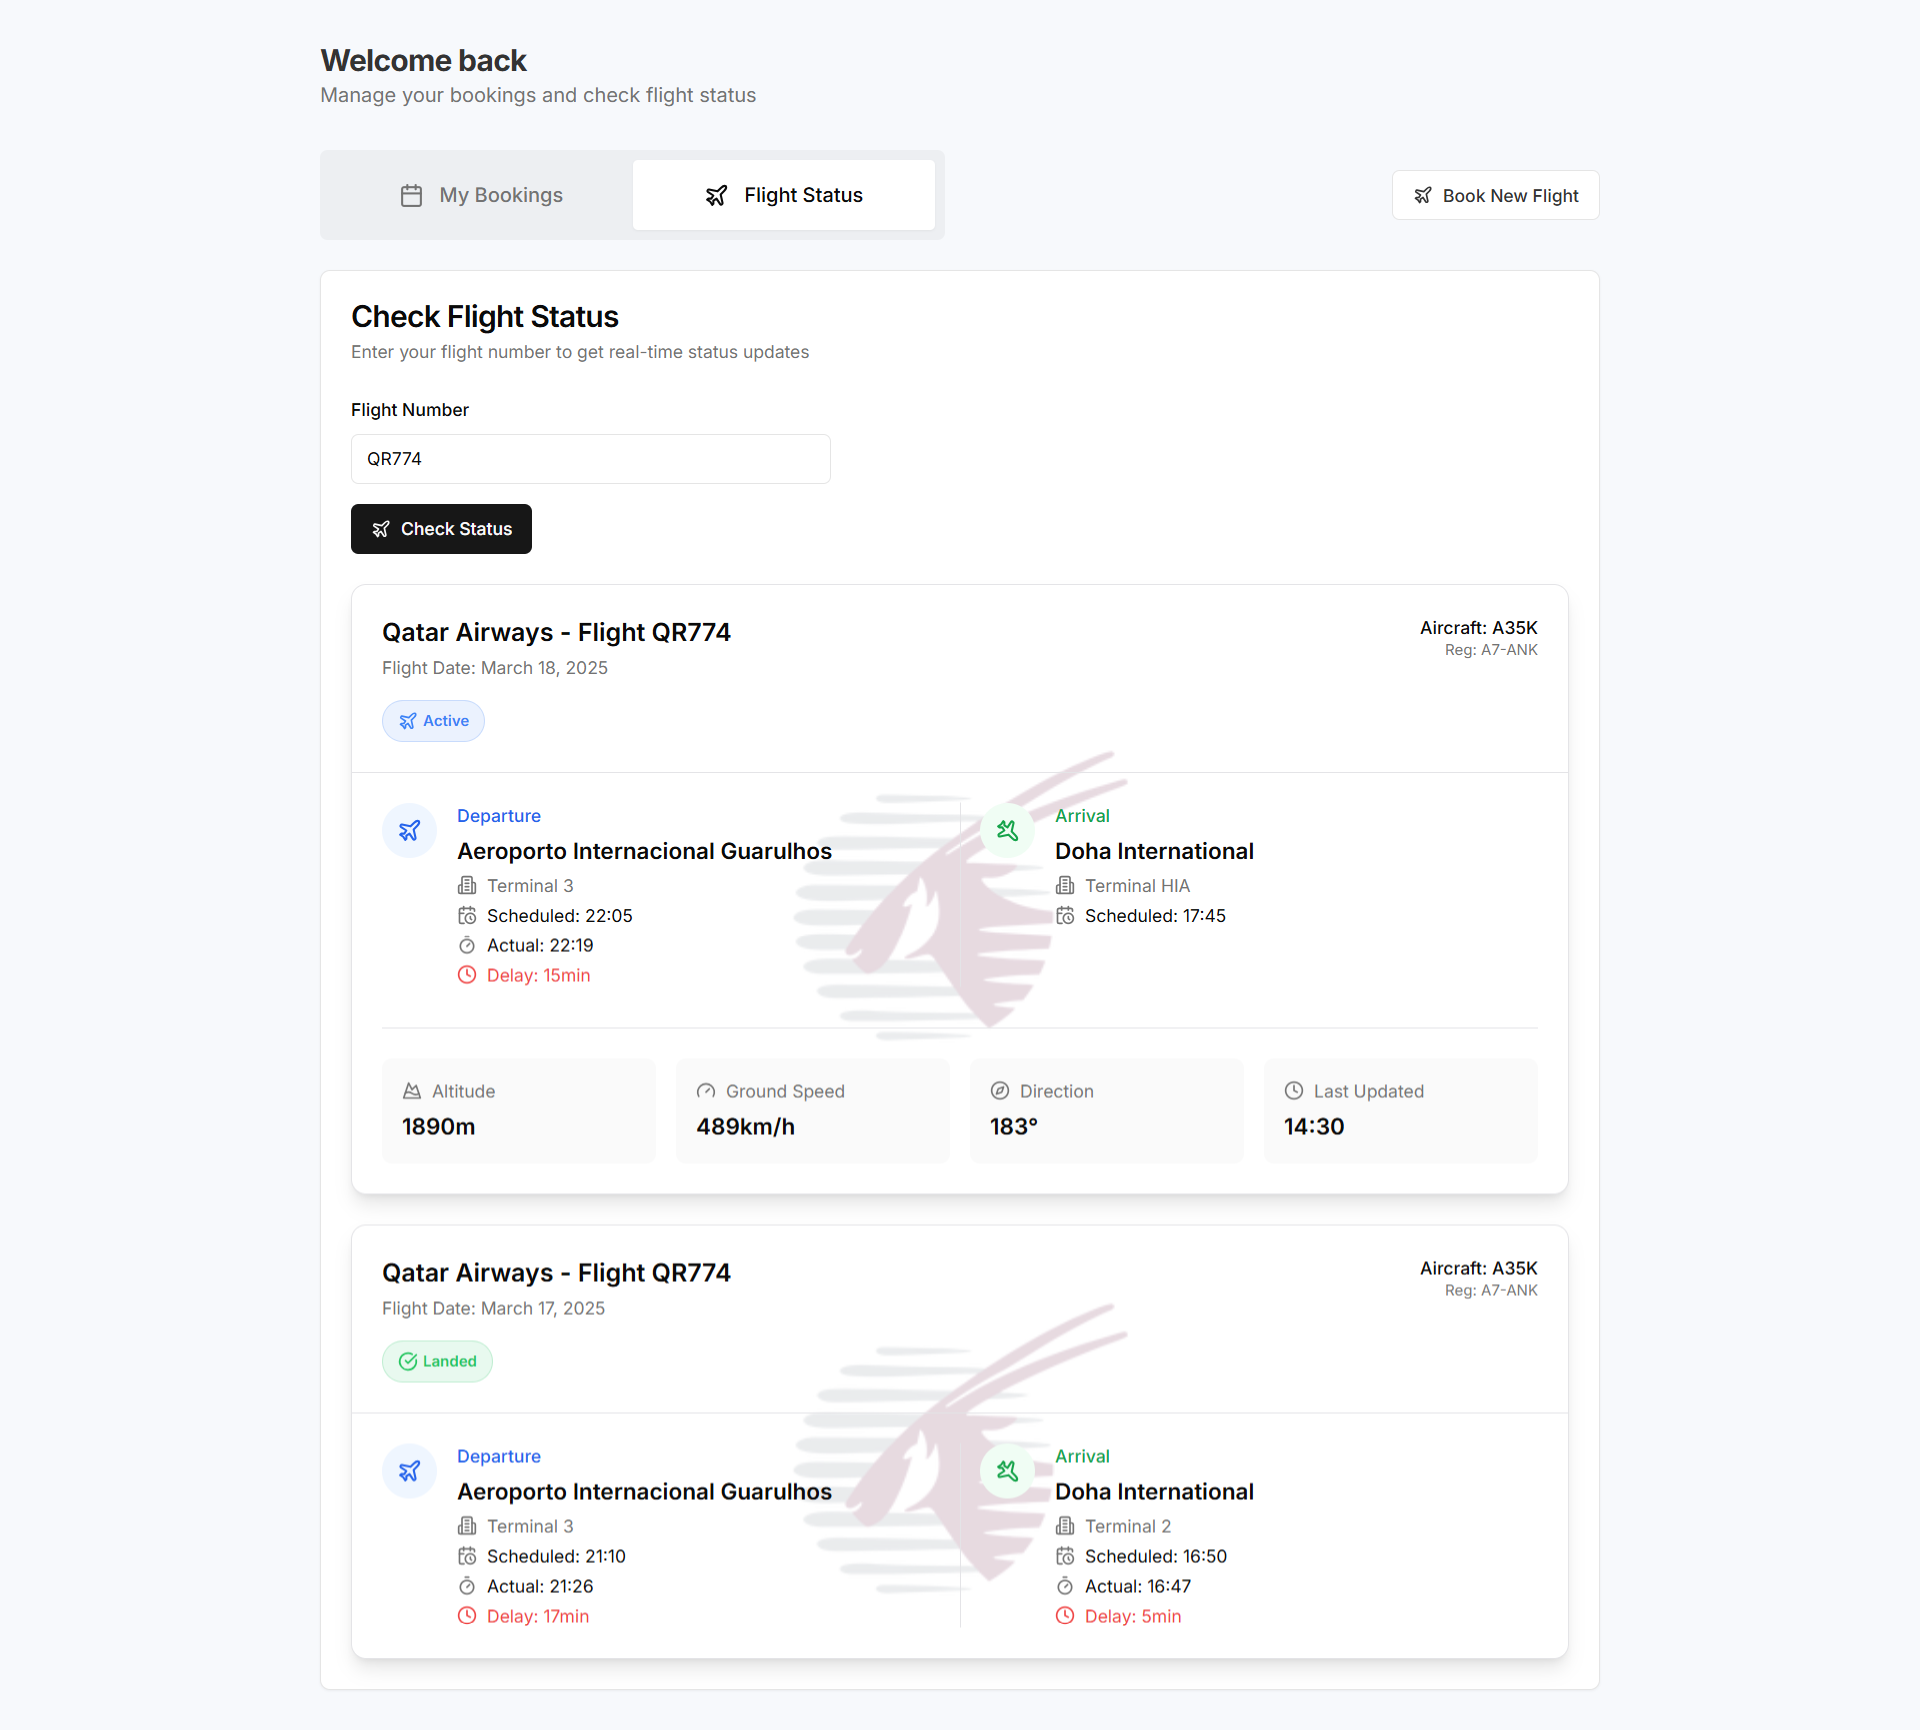 Welcome back
Manage your bookings and check flight status
My Bookings
Flight Status
Book New Flight
Check Flight Status
Enter your flight number to get real-time status updates
Flight Number
QR774
Check Status
Qatar Airways - Flight QR774
Aircraft: A35K
Flight Date: March 18, 2025
Reg: A7-ANK
Active
Departure
Aeroporto Internacional Guarulhos
Terminal 3
Scheduled: 22:05
Actual: 22:19
Delay: 15min
Arrival
Doha International
Terminal HIA
Scheduled: 17:45
Altitude
1890m
Ground Speed
489km/h
Direction
183°
Last Updated
14:30
Qatar Airways - Flight QR774
Aircraft: A35K
Flight Date: March 17, 2025
Reg: A7-ANK
Landed
Departure
Aeroporto Internacional Guarulhos
Terminal 3
Scheduled: 21:10
Actual: 21:26
Delay: 17min
Arrival
Doha International
Terminal 2
Scheduled: 16:50
Actual: 16:47
Delay: 5min